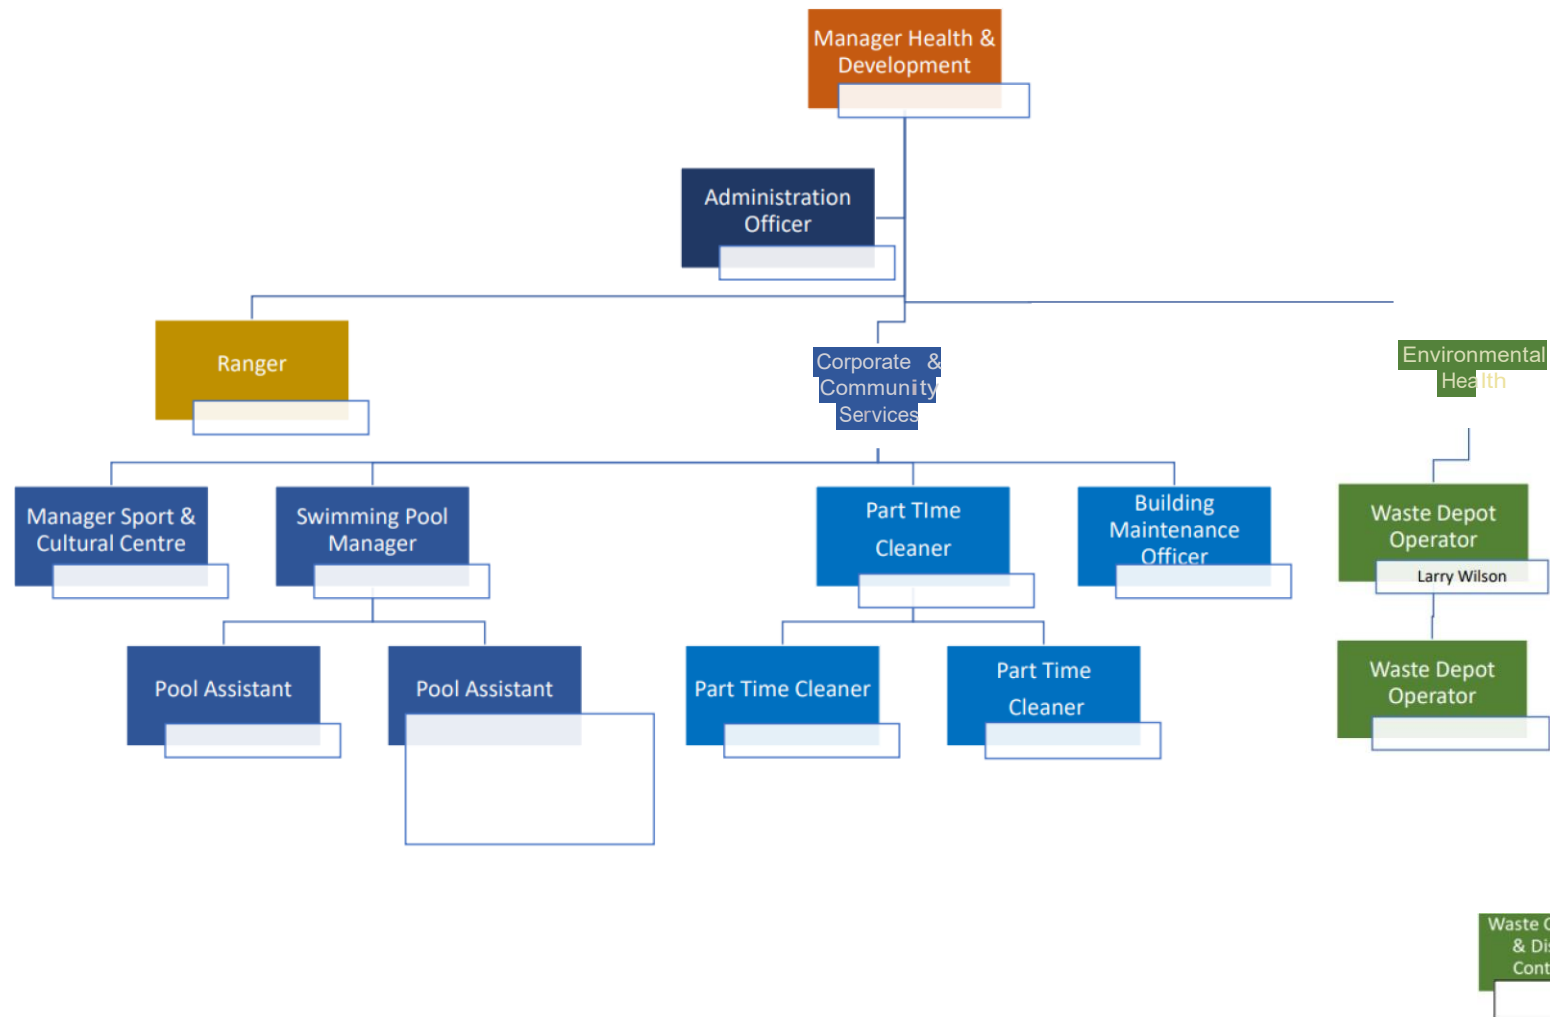 Manager Health &
Development
Administration
Officer
Ranger
Corporate &
Community
Services
Environmental
Health
Manager Sport &
Cultural Centre
Swimming Pool
Manager
Part TIme
Cleaner
Building
Maintenance
Officer
Waste Depot
Operator
Larry Wilson
Pool Assistant
Pool Assistant
Part Time Cleaner
Part Time
Cleaner
Waste Depot
Operator
Waste
&